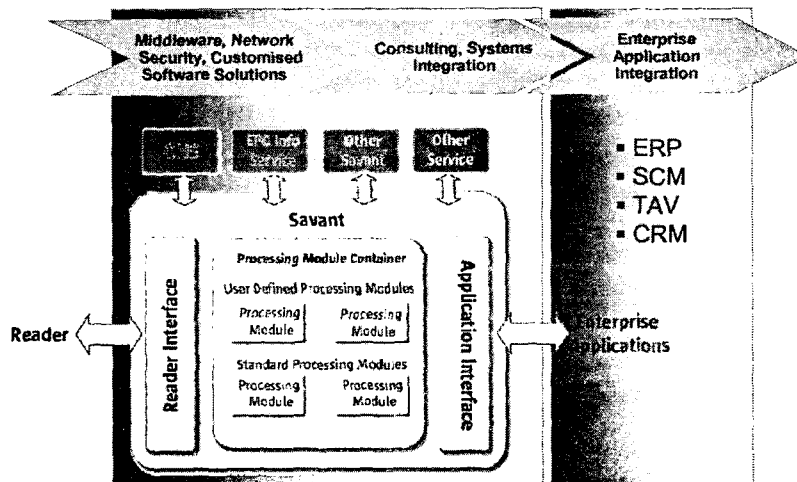 Middleware, Network
Security, Customised
Software Solutions
Consulting, Systems
Integration
Enterprise
Application
Integration
EPC Info
Service
Other
Savant
Other
Service
ERP
SCM
TAV
CRM
Savant
Reader Interface
Processing Module Container
User Defined Processing Modules
Processing
Module
Processing
Module
Standard Processing Modules
Processing
Module
Processing
Module
Application Interface
Reader
Enterprise
Applications